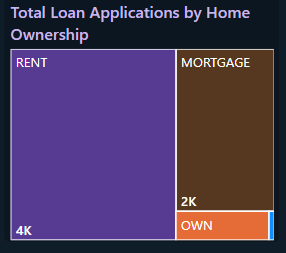 Total Loan Applications by Home
Ownership
RENT
MORTGAGE
2K
OWN
4K